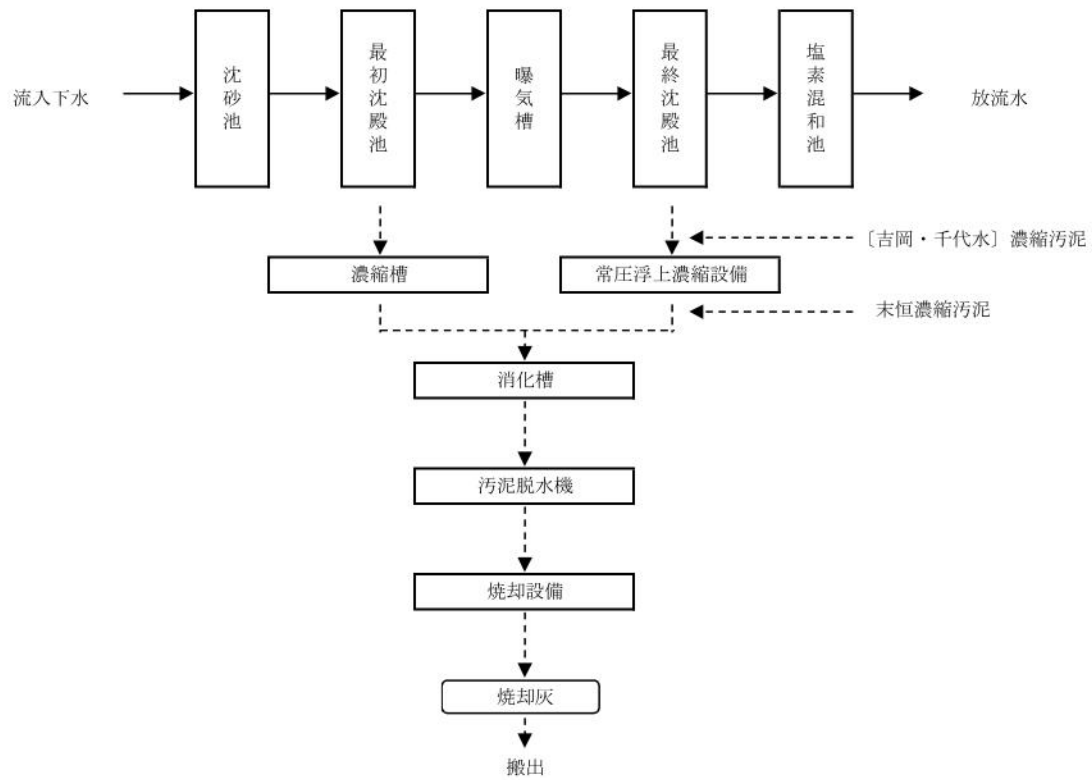 流入下水
沈砂池
最初沈殿池
曝気槽
最終沈殿池
塩素混和池
放流水
〔吉岡・千代水〕濃縮汚泥
濃縮槽
常圧浮上濃縮設備
末恒濃縮汚泥
消化槽
汚泥脱水機
焼却設備
焼却灰
搬出